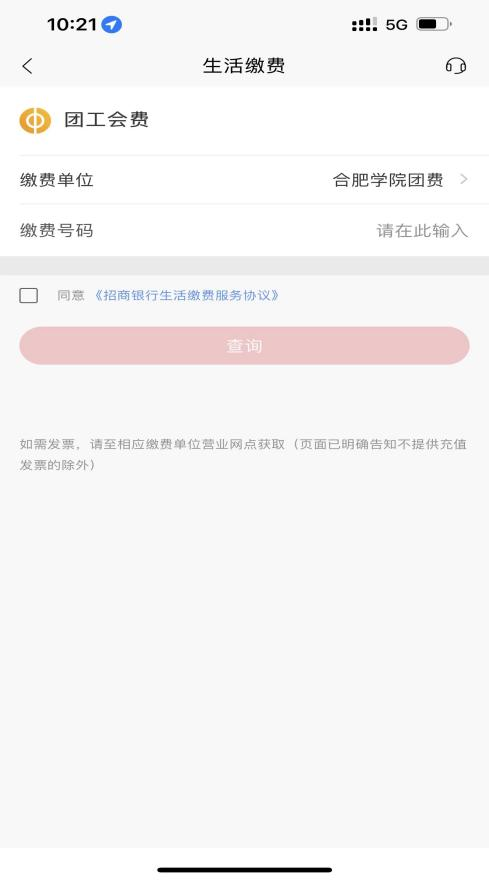 10:21
5G
生活缴费
团工会费
缴费单位
合肥学院团费
缴费号码
请在此输入
同意 《招商银行生活缴费服务协议》
查询
如需发票，请至相应缴费单位营业网点获取（页面已明确告知不提供充值
发票的除外）